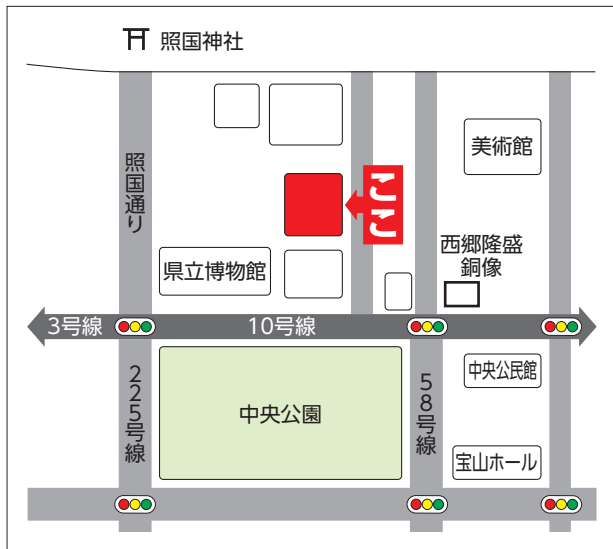 照国神社
照国通り
美術館
ここ
西郷隆盛
銅像
県立博物館
3号線
10号線
225号線
中央公園
58号線
中央公民館
宝山ホール